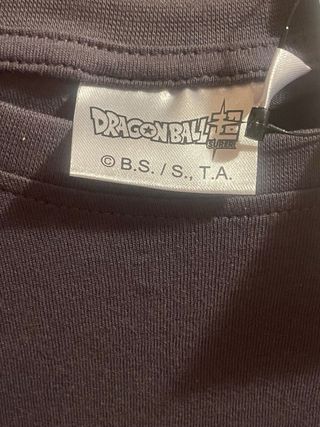 DRAGONBALL超
SUPER
© B.S. / S., T.A.